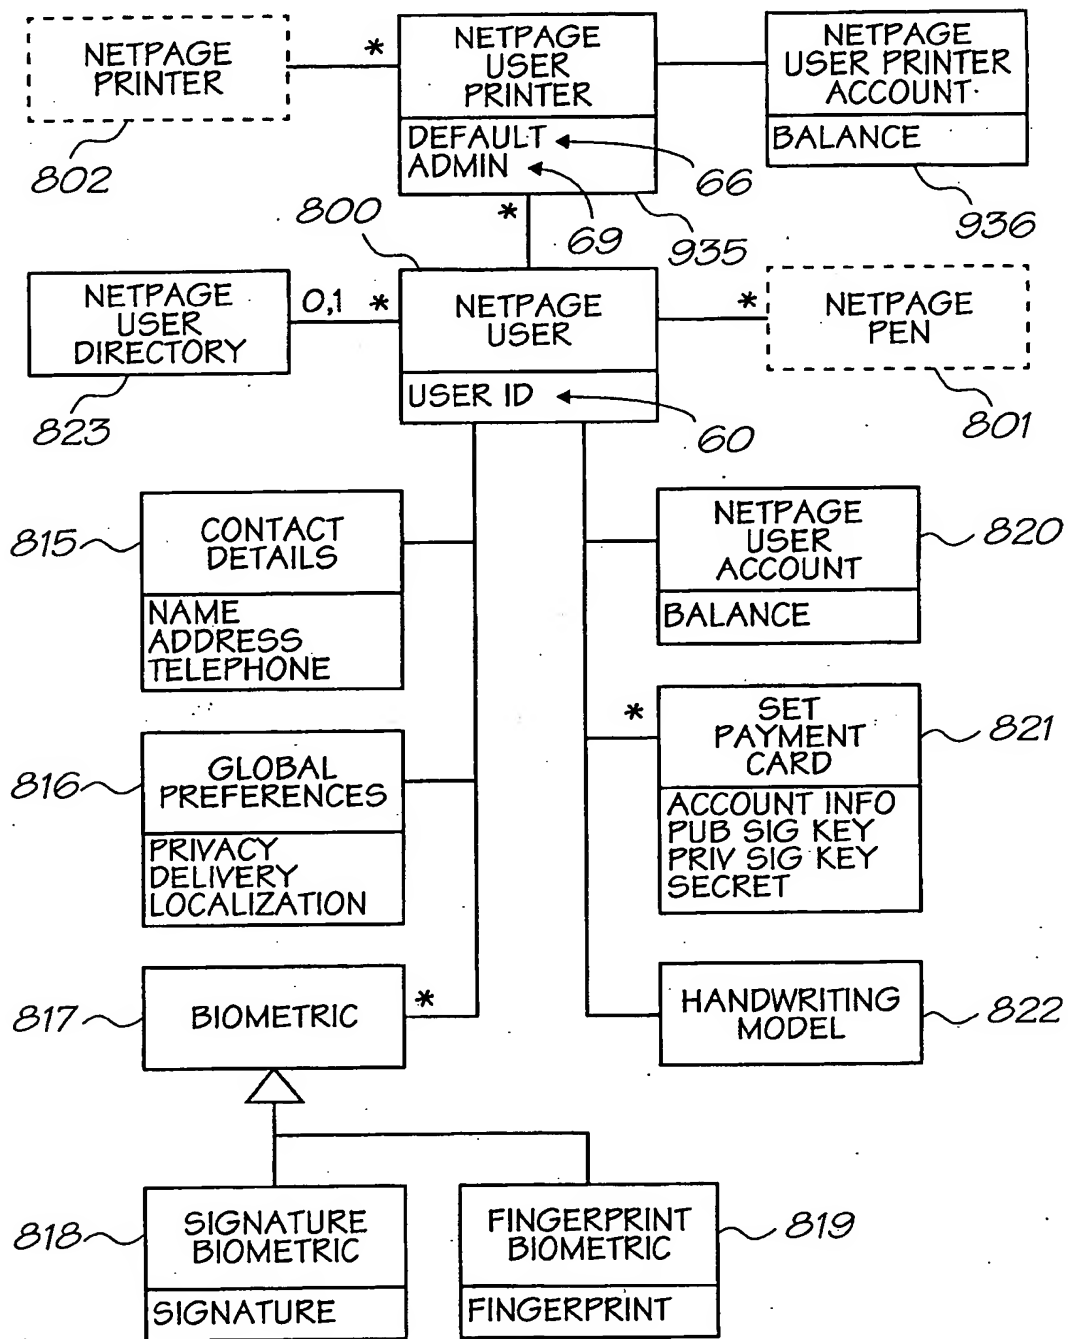 NETPAGE
PRINTER
802
*
NETPAGE
USER
PRINTER
DEFAULT
ADMIN
66
69
935
NETPAGE
USER PRINTER
ACCOUNT
BALANCE
936
*
800
NETPAGE
USER
DIRECTORY
823
0,1
*
NETPAGE
USER
USER ID
60
*
NETPAGE
PEN
801
815
CONTACT
DETAILS
NAME
ADDRESS
TELEPHONE
NETPAGE
USER
ACCOUNT
BALANCE
820
816
GLOBAL
PREFERENCES
PRIVACY
DELIVERY
LOCALIZATION
*
SET
PAYMENT
CARD
ACCOUNT INFO
PUB SIG KEY
PRIV SIG KEY
SECRET
821
817
BIOMETRIC
*
HANDWRITING
MODEL
822
818
SIGNATURE
BIOMETRIC
SIGNATURE
FINGERPRINT
BIOMETRIC
FINGERPRINT
819